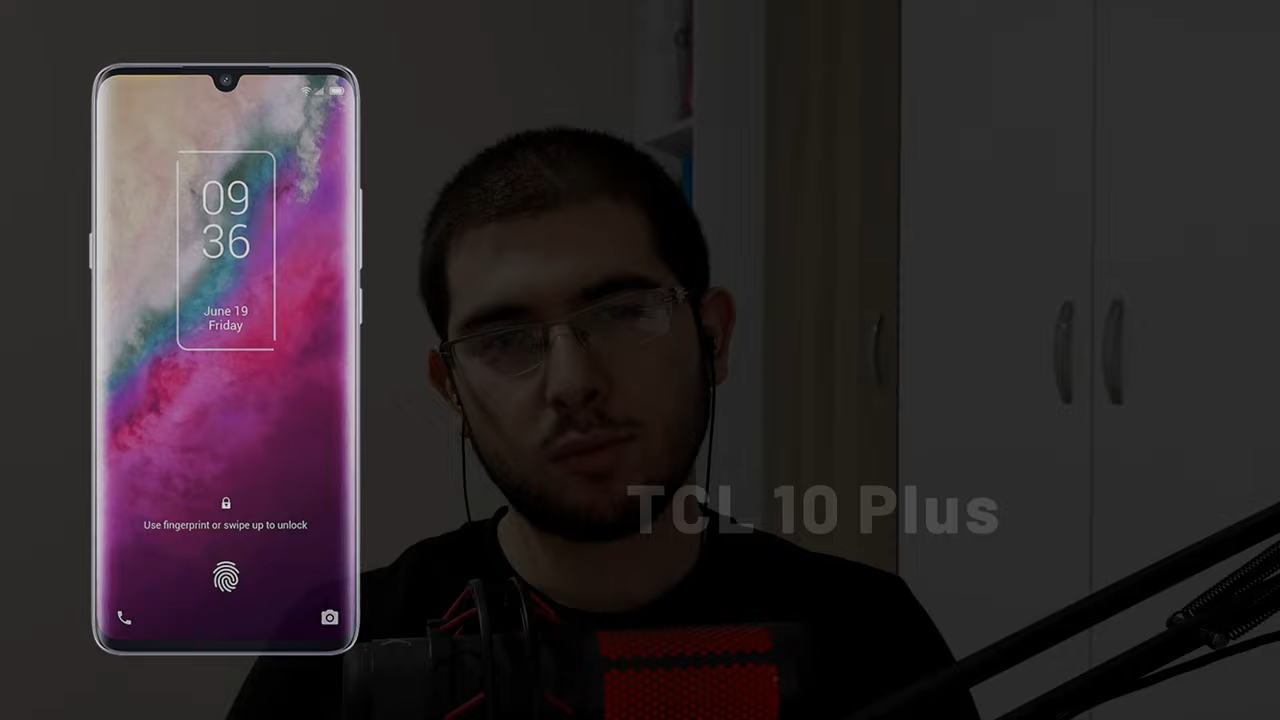 09
36
June 19
Friday
Use fingerprint or swipe up to unlock
TCL 10 Plus